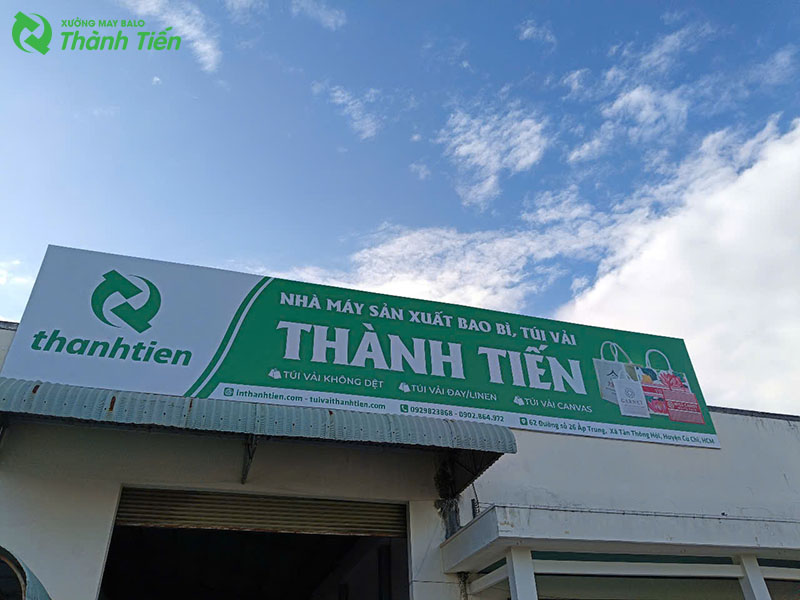 XƯỞNG MAY BALO
Thành Tiến
thanhtien
NHÀ MÁY SẢN XUẤT BAO BÌ, TÚI VẢI
THÀNH TIẾN
TÚI VẢI KHÔNG DỆT TÚI VẢI ĐAY/LINEN TÚI VẢI CANVAS
inthanhtien.com - tuivaithanhtien.com 0929823868 - 0902.864.972 62 Đường số 26 Ấp Trung, Xã Tân Thông Hội, Huyện Củ Chi, HCM